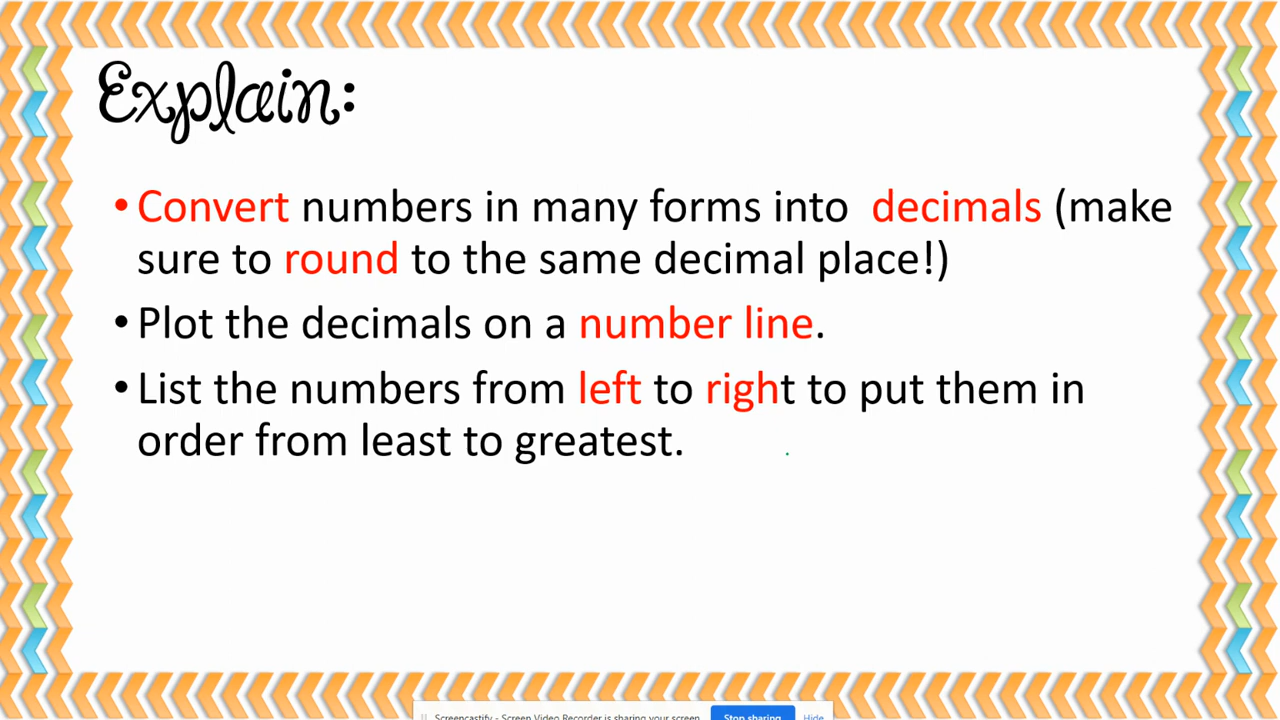 Explain:
•Convert numbers in many forms into decimals (make
sure to round to the same decimal place!)
•Plot the decimals on a number line.
•List the numbers from left to right to put them in
order from least to greatest.
Screencastify - Screen Video Recorder is sharing your screen. Stop sharing Hide